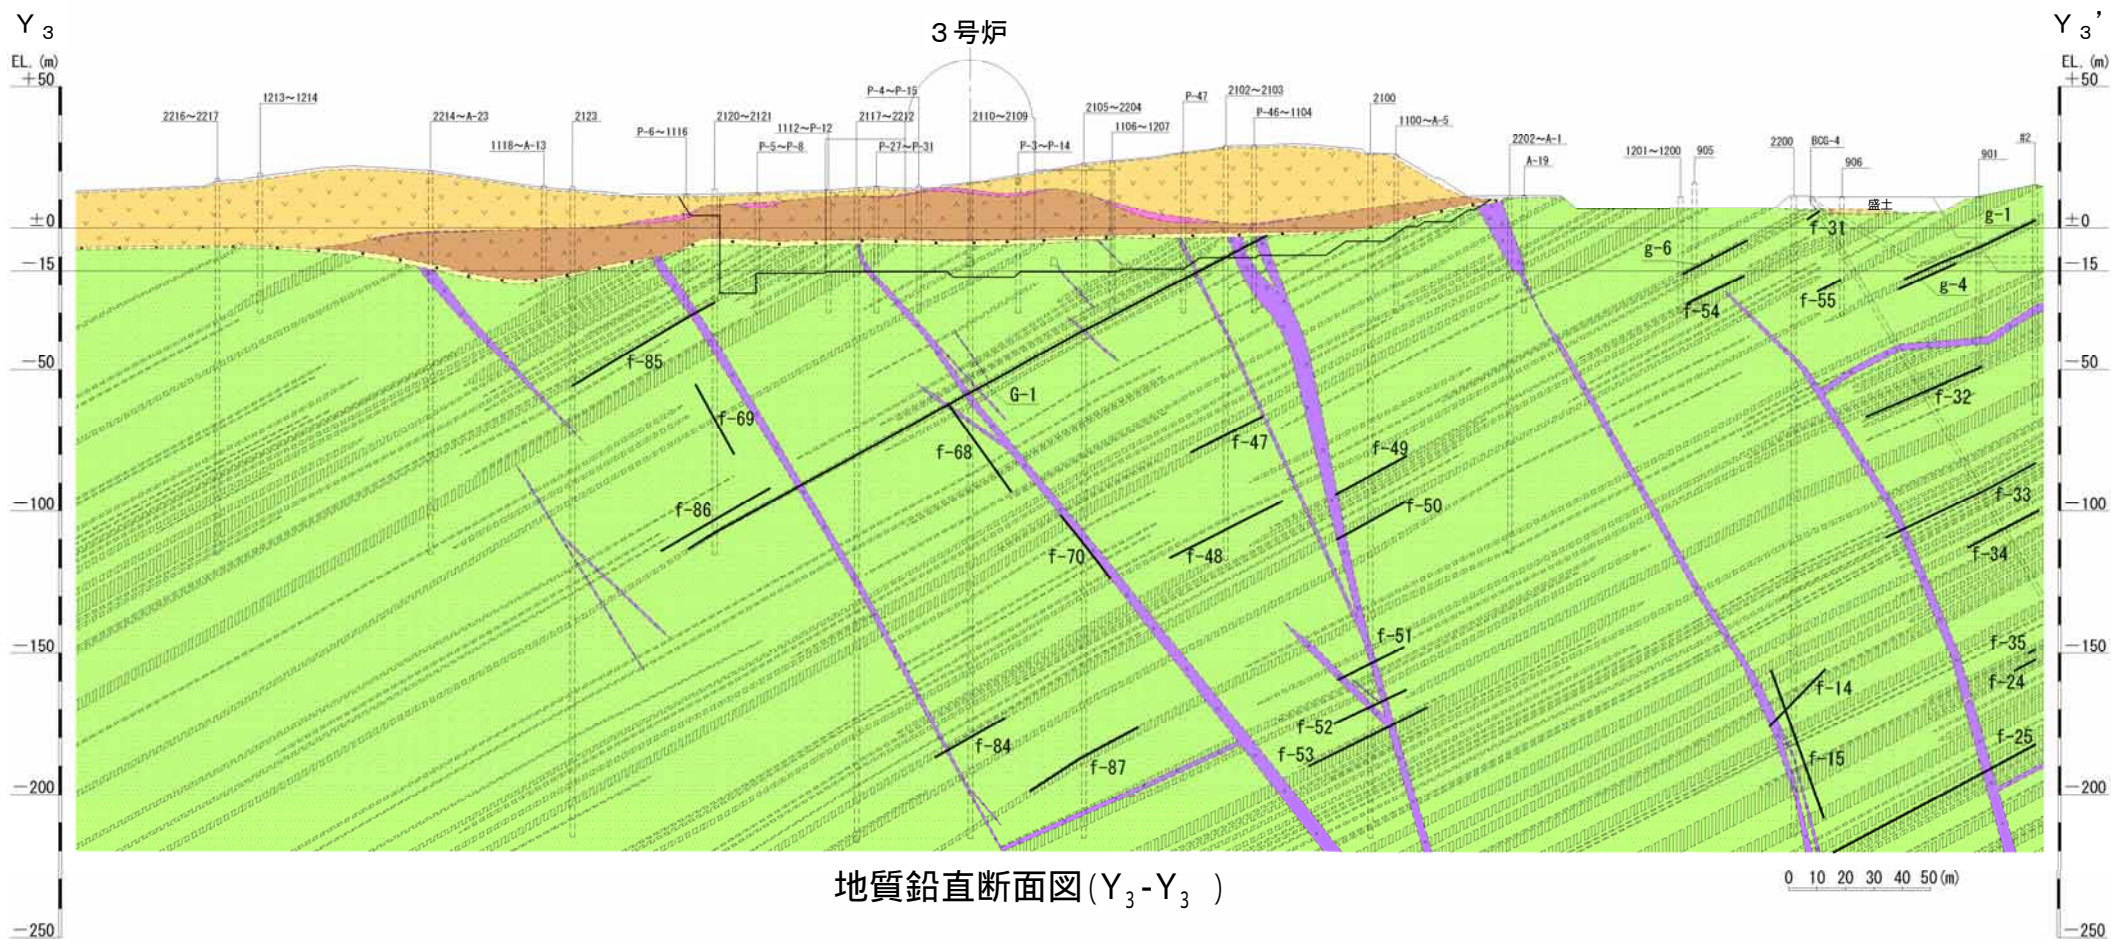 Y3
Y3'
3号炉
EL. (m)
EL. (m)
+50
+50
P-4~P-15
2102~2103
1213~1214
P-47
2100
2105~2204
P-46~1104
2216~2217
2214~A-23
2123
2120~2121
2117~2212
2110~2109
1100~A-5
P-6~1116
1112~P-12
1106~1207
2202~A-1
2200
BCG-4
#2
1118~A-13
P-5~P-8
P-27~P-31
P-3~P-14
A-19
1201~1200
905
906
901
盛土
±0
±0
g-1
f-31
g-6
-15
-15
f-55
g-4
f-54
f-85
-50
-50
G-1
f-32
f-69
f-47
f-68
f-49
-100
-100
f-86
f-50
f-33
f-70
f-48
f-34
-150
-150
f-51
f-35
f-24
f-14
f-52
f-84
f-53
f-25
f-87
f-15
-200
-200
地質鉛直断面図(Y3-Y3 )
0 10 20 30 40 50(m)
-250
-250